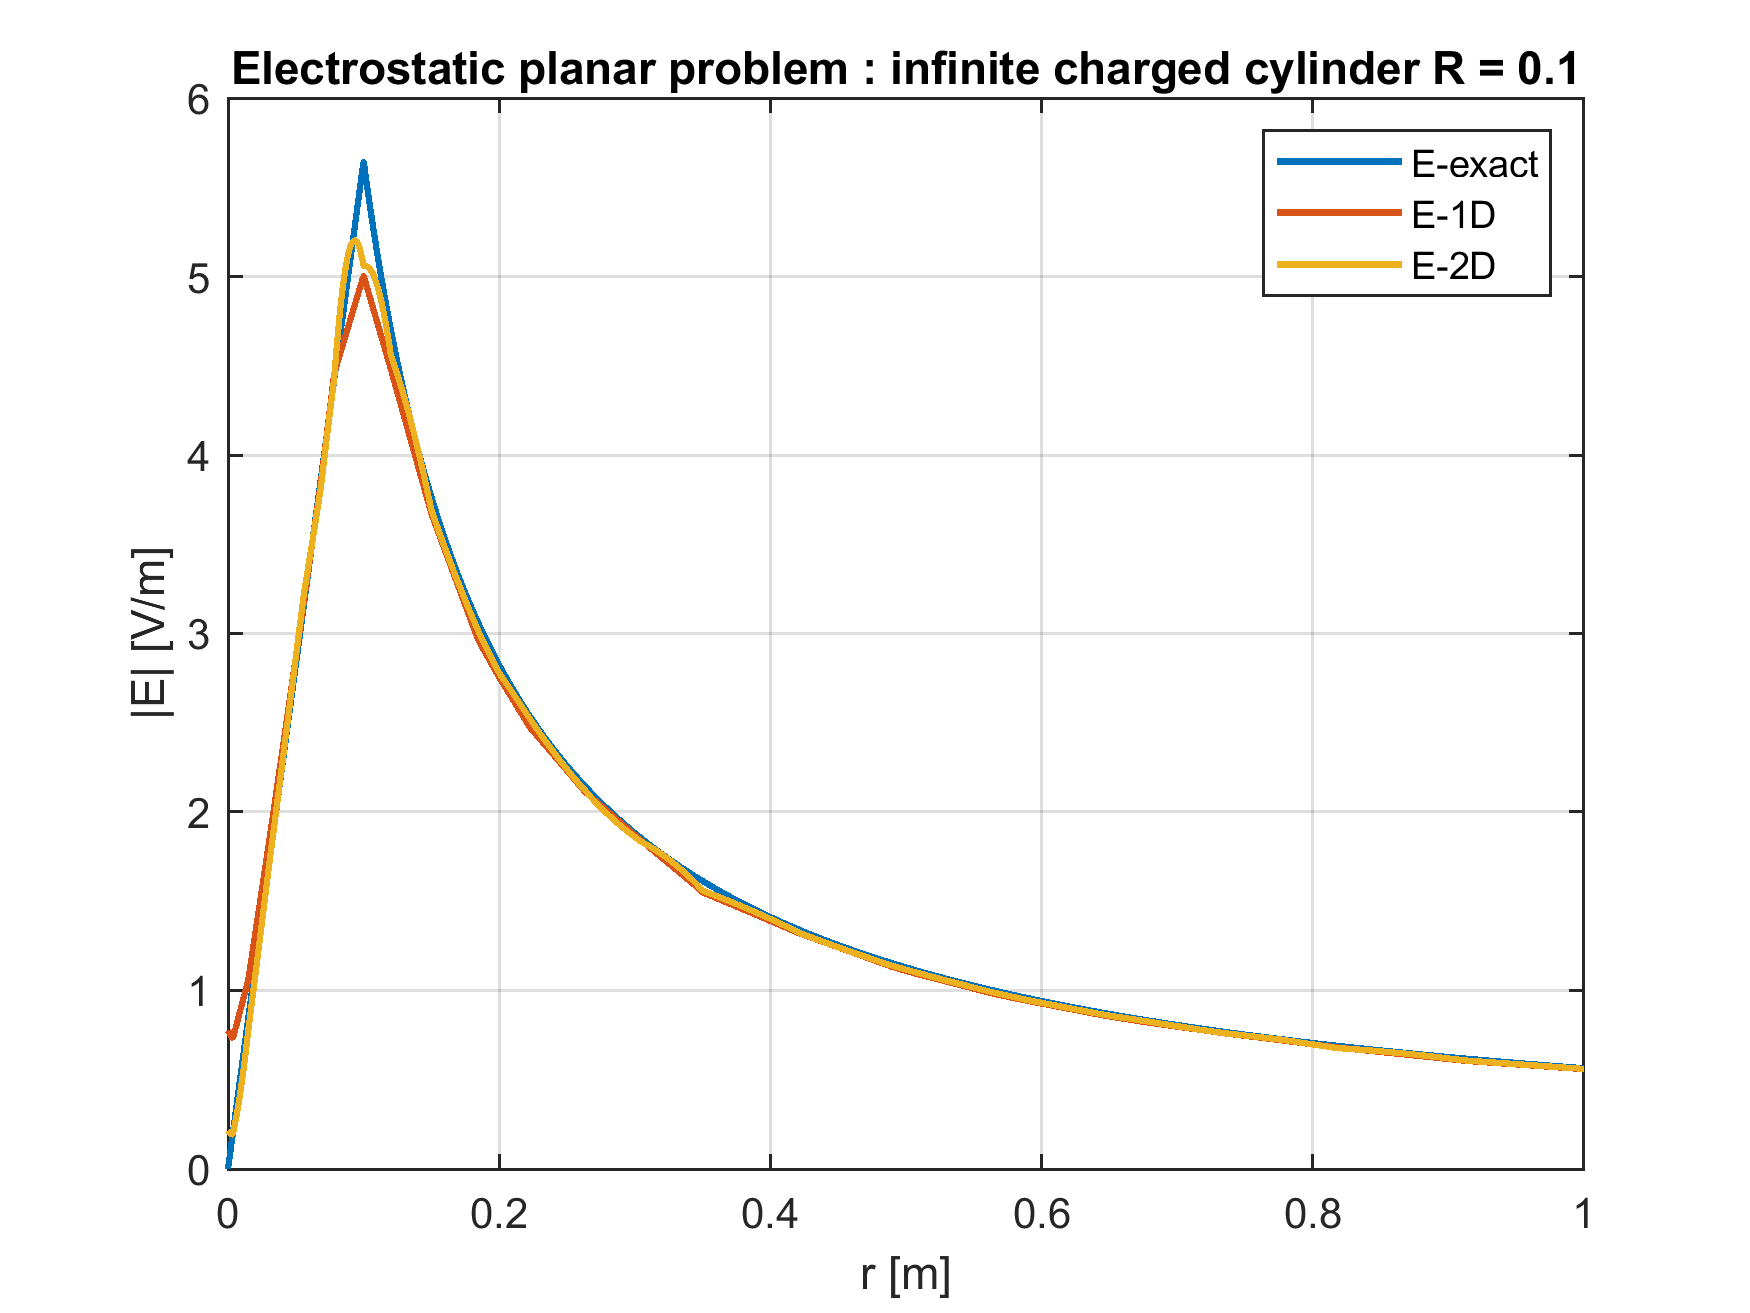 Electrostatic planar problem : infinite charged cylinder R = 0.1
6
5
4
3
2
1
0
|E| [V/m]
E-exact
E-1D
E-2D
0 0.2 0.4 0.6 0.8 1
r [m]